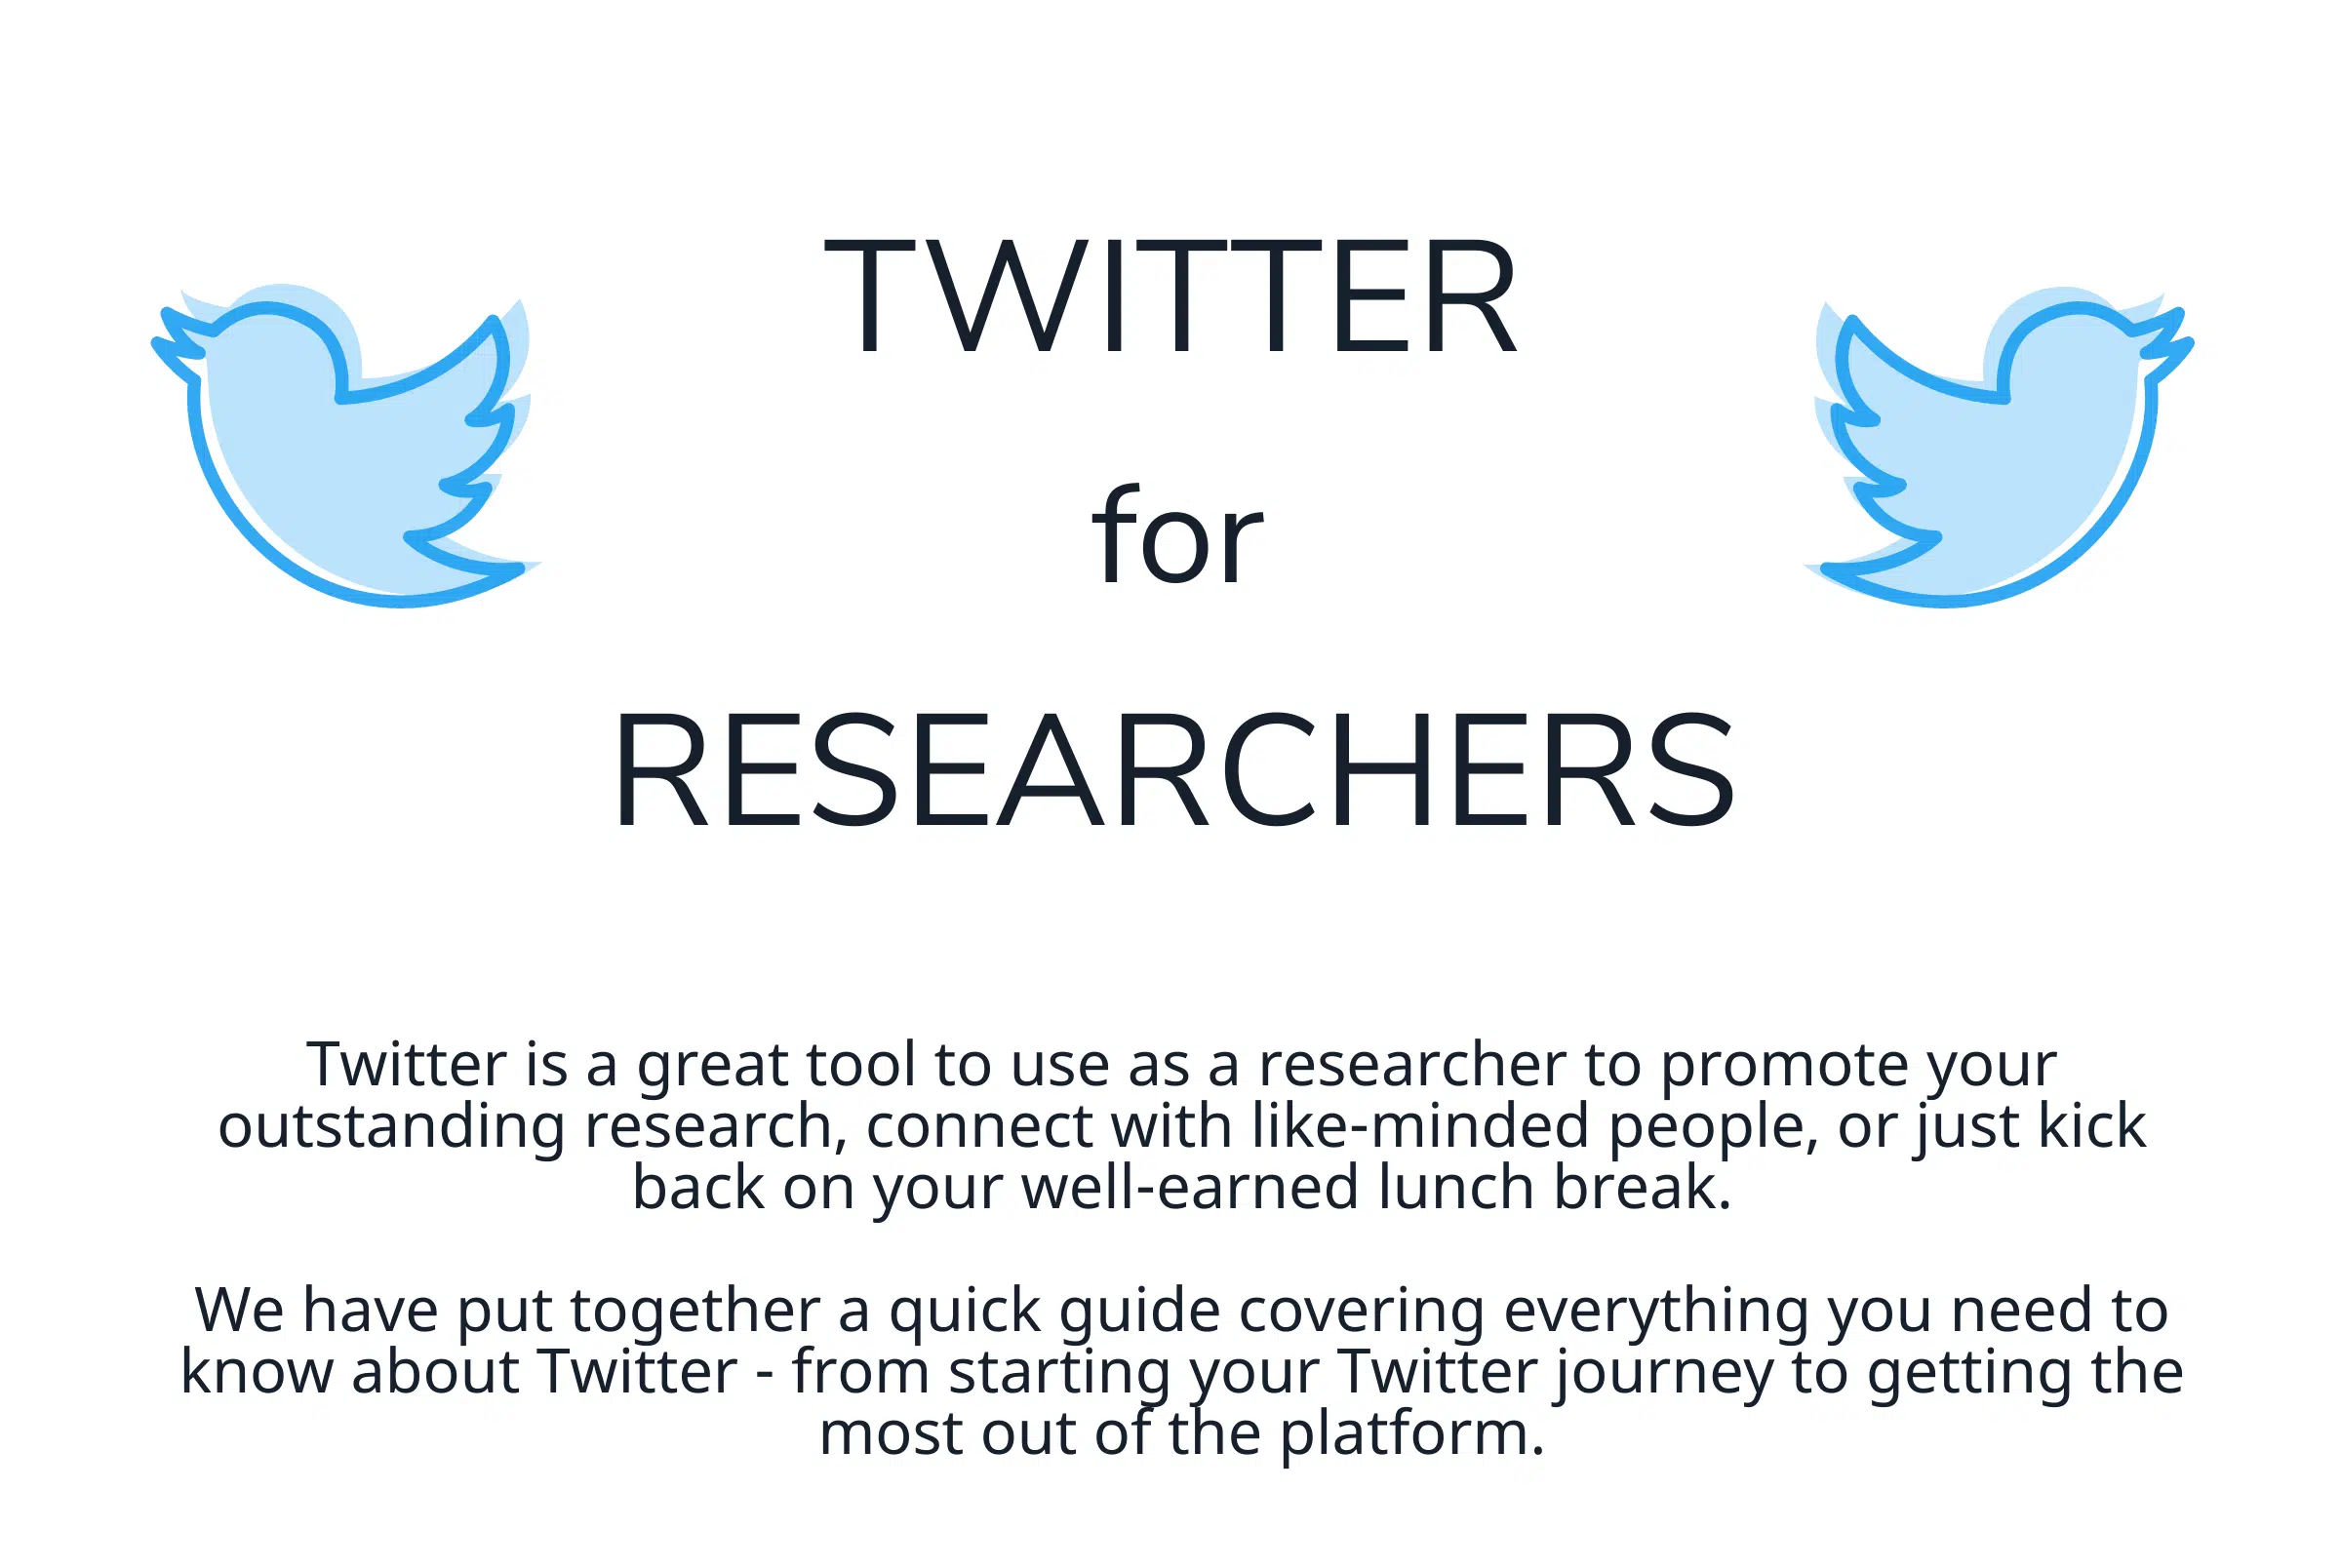 TWITTER
for
RESEARCHERS
Twitter is a great tool to use as a researcher to promote your
outstanding research, connect with like-minded people, or just kick
back on your well-earned lunch break.
We have put together a quick guide covering everything you need to
know about Twitter - from starting your Twitter journey to getting the
most out of the platform.